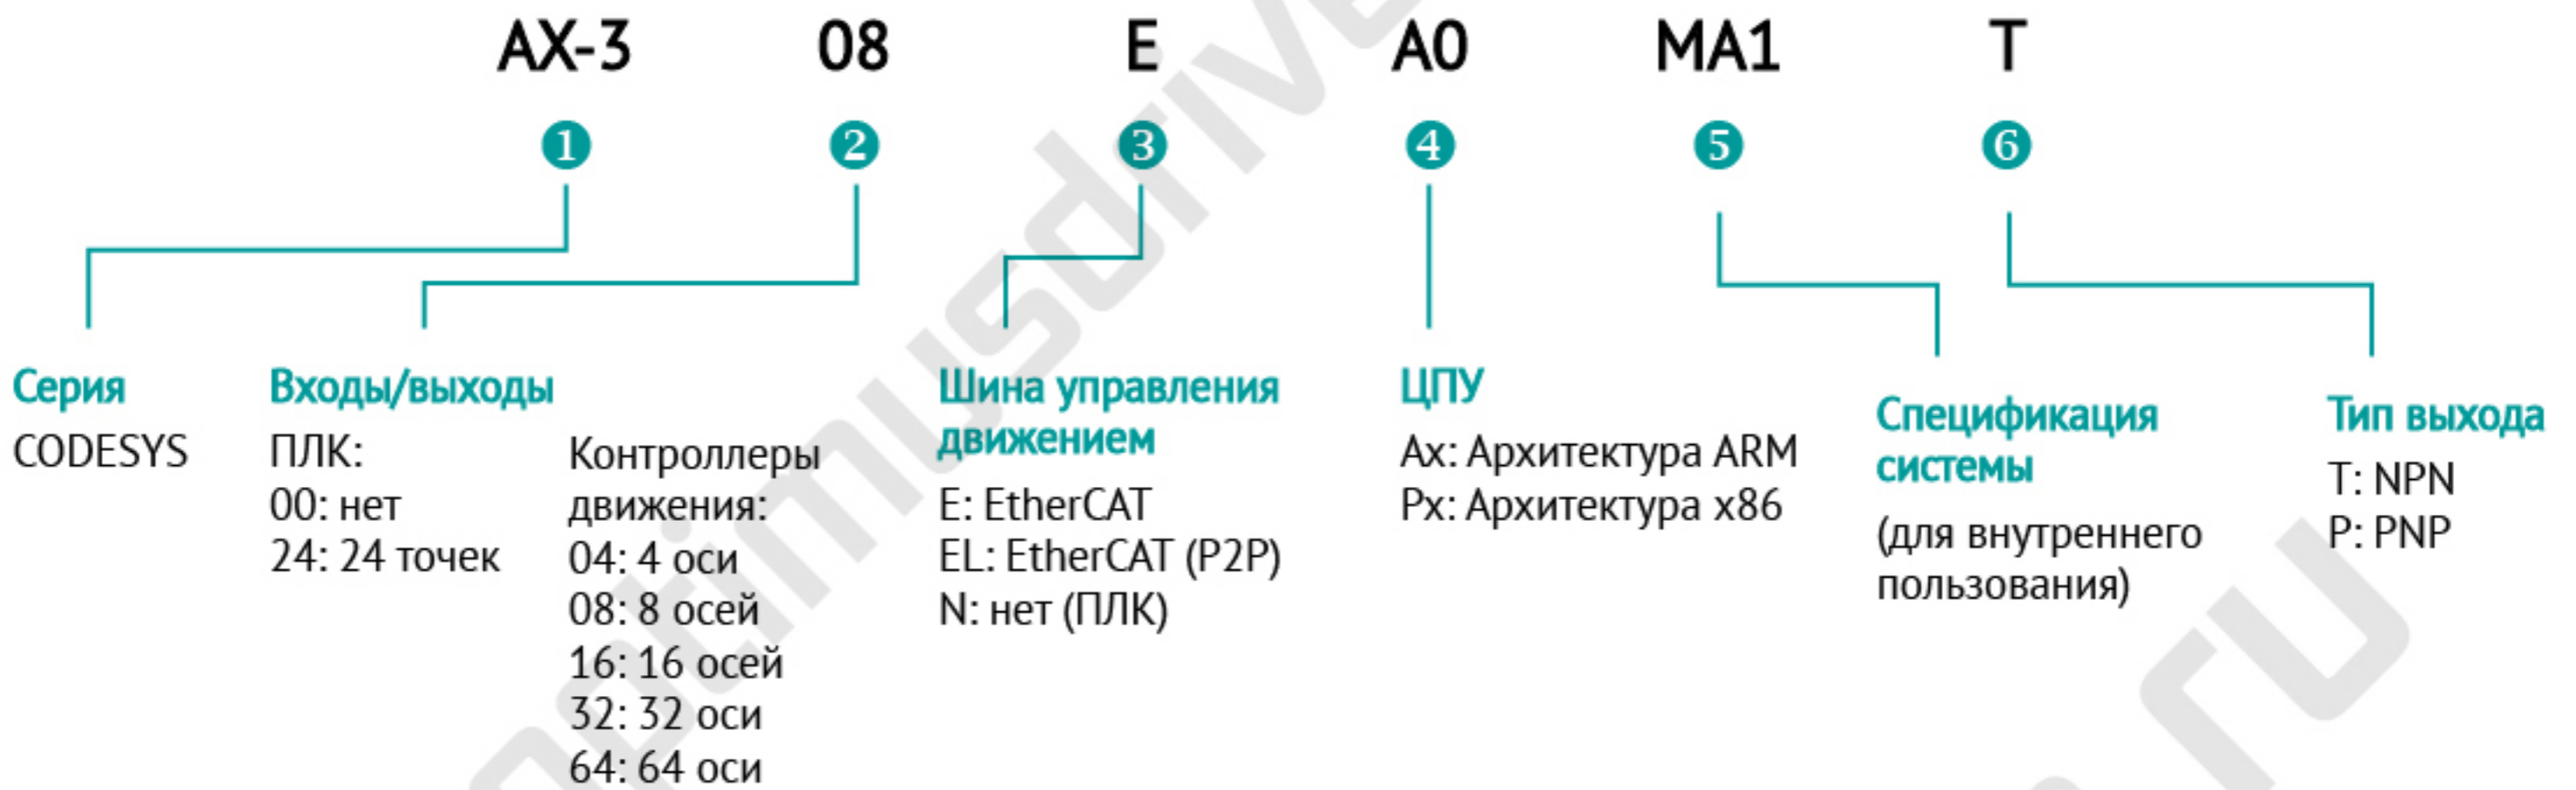 AX-3 08 E A0 MA1 T
1 2 3 4 5 6
Серия
CODESYS
Входы/выходы
ПЛК:
00: нет
24: 24 точек
Контроллеры
движения:
04: 4 оси
08: 8 осей
16: 16 осей
32: 32 оси
64: 64 оси
Шина управления
движением
E: EtherCAT
EL: EtherCAT (P2P)
N: нет (ПЛК)
ЦПУ
Ax: Архитектура ARM
Px: Архитектура x86
Спецификация
системы
(для внутреннего
пользования)
Тип выхода
T: NPN
P: PNP
optimusdrive
ru